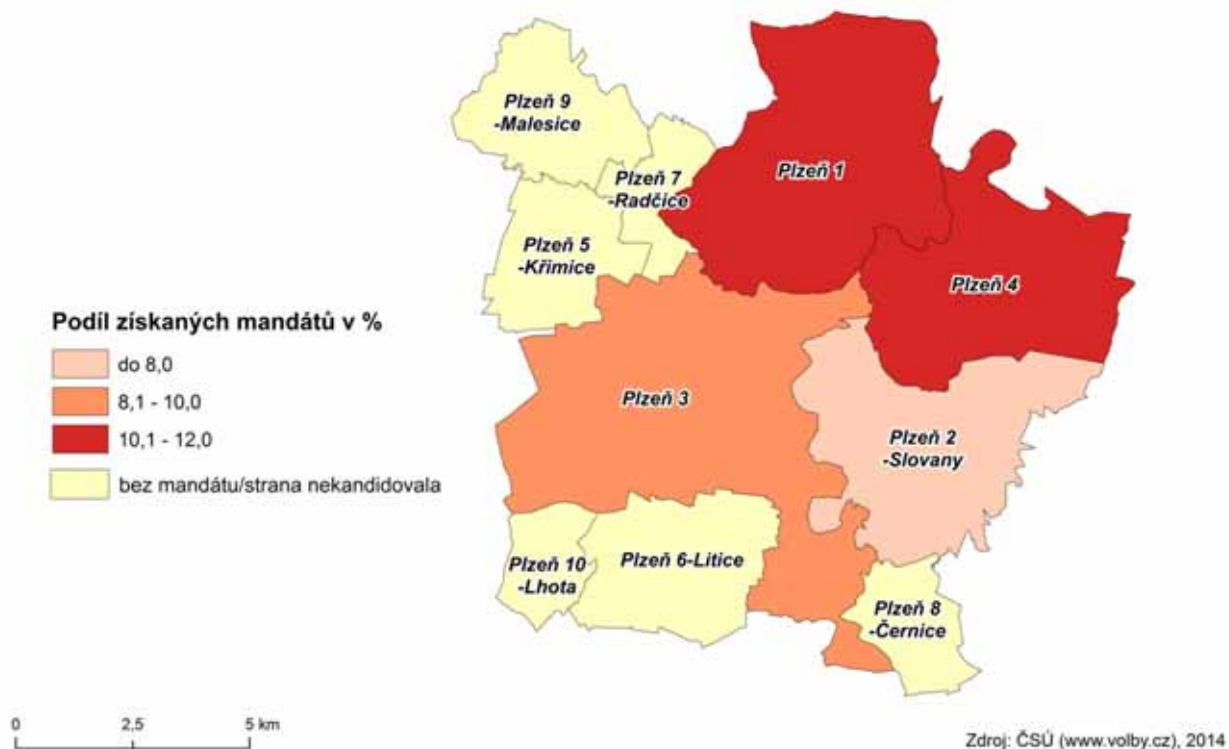 Plzeň 9
-Malesice
Plzeň 7
-Radčice
Plzeň 1
Plzeň 5
-Křimice
Plzeň 4
Podíl získaných mandátů v %
do 8,0
8,1 - 10,0
10,1 - 12,0
bez mandátu/strana nekandidovala
Plzeň 3
Plzeň 2
-Slovany
Plzeň 10
-Lhota
Plzeň 6-Litice
Plzeň 8
-Černice
0 2,5 5 km
Zdroj: ČSÚ (www.volby.cz), 2014